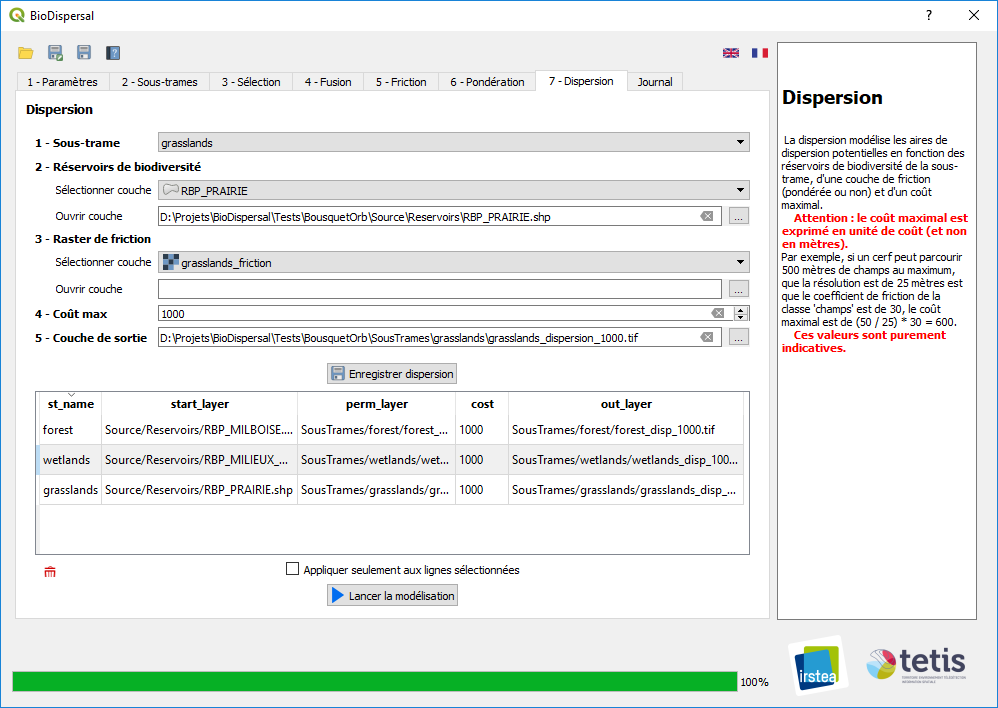 BioDispersal
?
1 - Paramètres
2 - Sous-trames
3 - Sélection
4 - Fusion
5 - Friction
6 - Pondération
7 - Dispersion
Journal
Dispersion
1 - Sous-trame
grasslands
2 - Réservoirs de biodiversité
Sélectionner couche
RBP_PRAIRIE
Ouvrir couche
D:\Projets\BioDispersal\Tests\BousquetOrb\Source\Reservoirs\RBP_PRAIRIE.shp
...
3 - Raster de friction
Sélectionner couche
grasslands_friction
Ouvrir couche
...
4 - Coût max
1000
5 - Couche de sortie
D:\Projets\BioDispersal\Tests\BousquetOrb\SousTrames\grasslands\grasslands_dispersion_1000.tif
...
Enregistrer dispersion
st_name start_layer perm_layer cost out_layer
forest Source/Reservoirs/RBP_MILBOISE.... SousTrames/forest/forest_... 1000 SousTrames/forest/forest_disp_1000.tif
wetlands Source/Reservoirs/RBP_MILIEUX_... SousTrames/wetlands/wet... 1000 SousTrames/wetlands/wetlands_disp_100...
grasslands Source/Reservoirs/RBP_PRAIRIE.shp SousTrames/grasslands/gr... 1000 SousTrames/grasslands/grasslands_disp_...
Appliquer seulement aux lignes sélectionnées
Lancer la modélisation
Dispersion
La dispersion modélise les aires de
dispersion potentielles en fonction des
réservoirs de biodiversité de la sous-
trame, d'une couche de friction
(pondérée ou non) et d'un coût
maximal.
Attention : le coût maximal est
exprimé en unité de coût (et non
en mètres).
Par exemple, si un cerf peut parcourir
500 mètres de champs au maximum,
que la résolution est de 25 mètres est
que le coefficient de friction de la
classe 'champs' est de 30, le coût
maximal est de (50 / 25) * 30 = 600.
Ces valeurs sont purement
indicatives.
100%
irstea
tetis